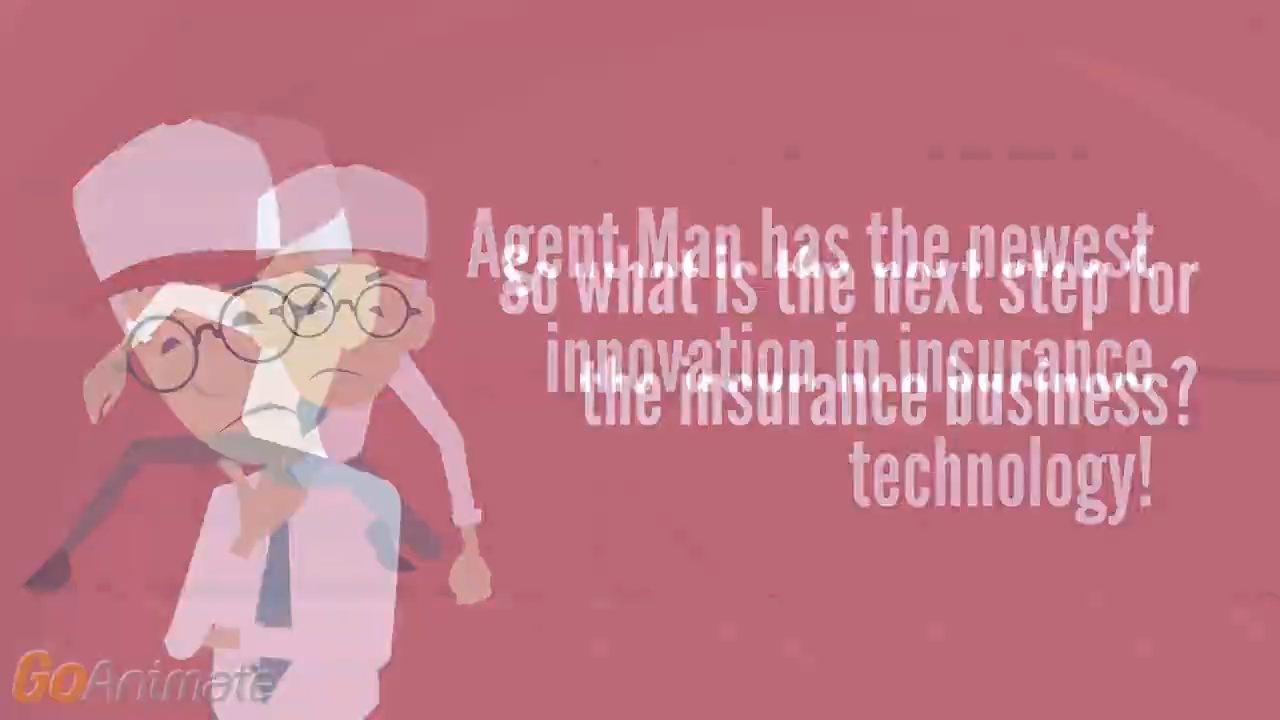 Agent Man has the newest
innovation in insurance
technology!
So what is the next step for
the insurance business?
GoAnimate